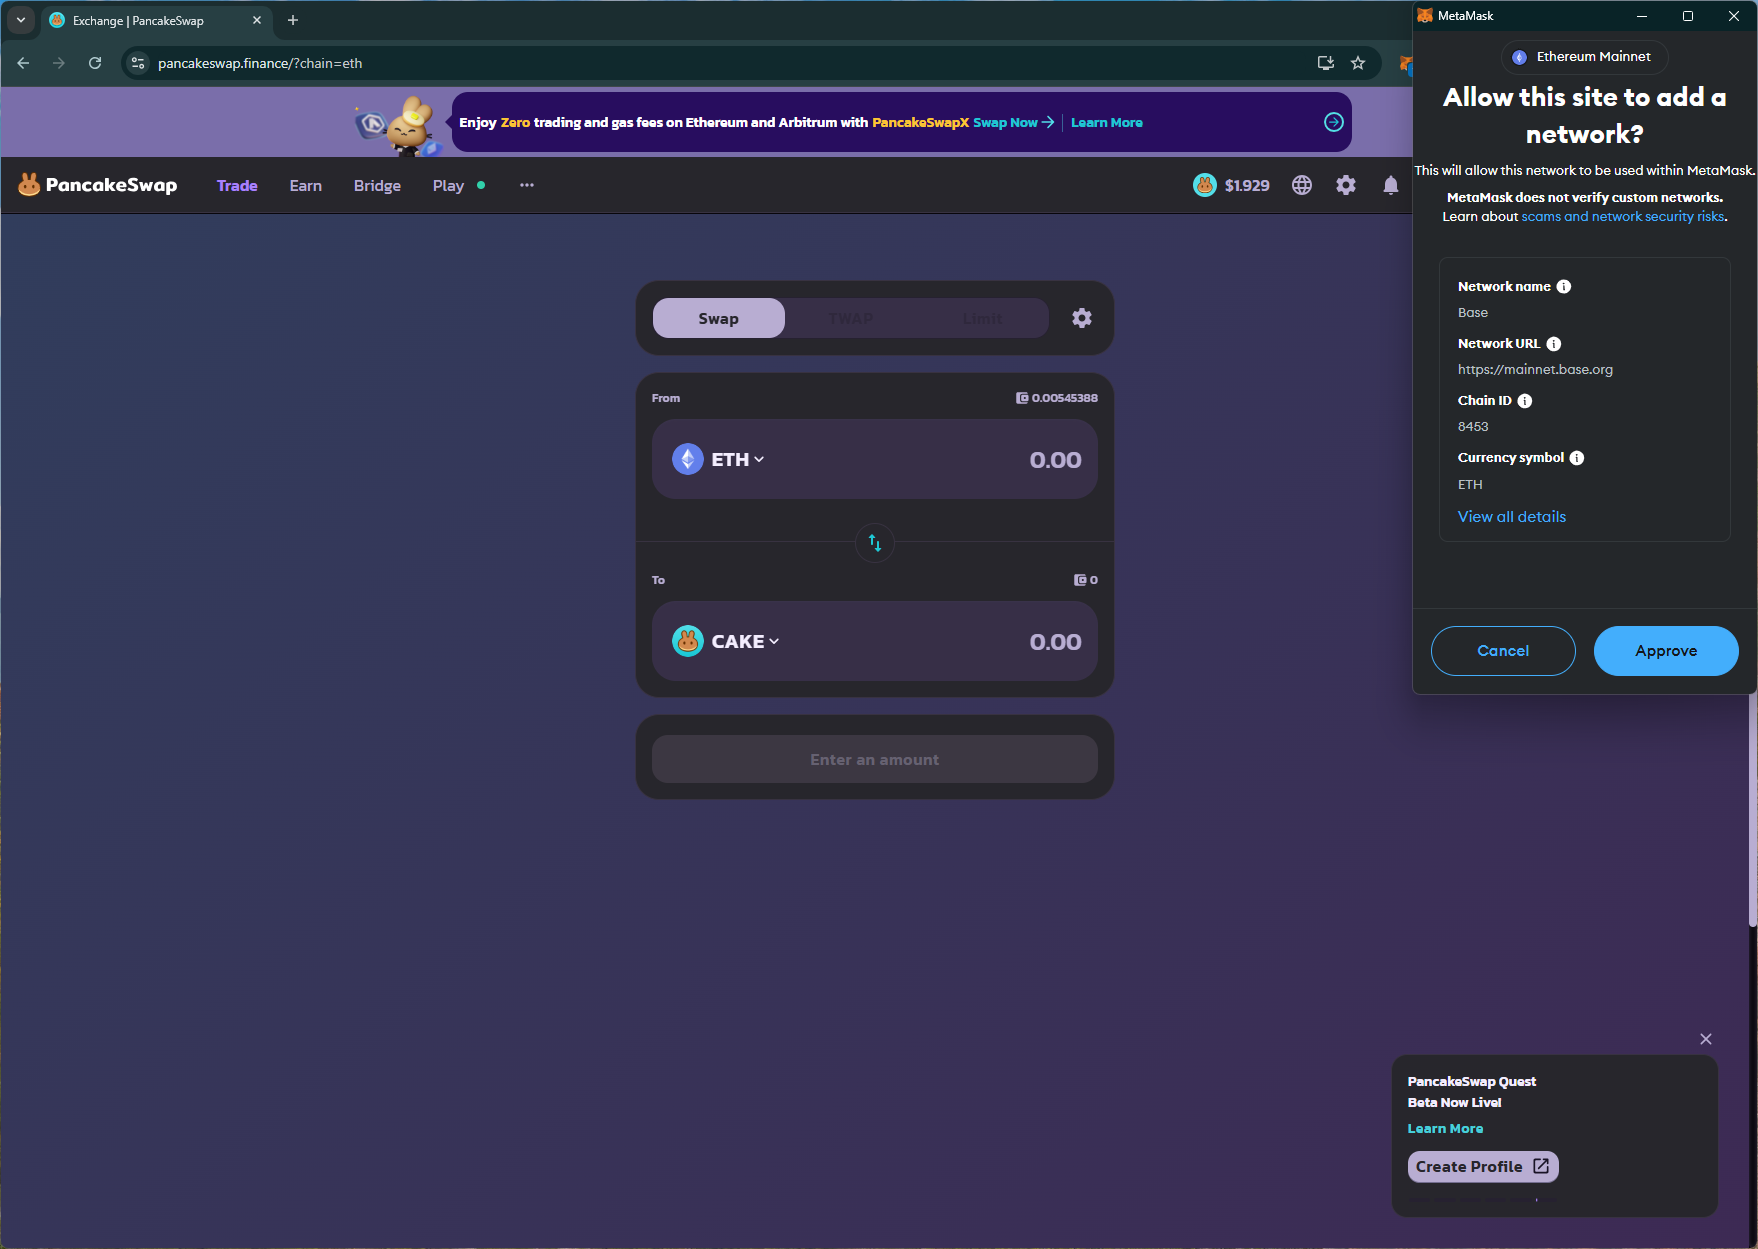 Exchange | PancakeSwap
pancakeswap.finance/?chain=eth
Enjoy Zero trading and gas fees on Ethereum and Arbitrum with PancakeSwapX Swap Now → | Learn More
PancakeSwap
Trade
Earn
Bridge
Play
$1.929
Swap
TWAP
Limit
From
0.00545388
ETH
0.00
To
0
CAKE
0.00
Enter an amount
MetaMask
Ethereum Mainnet
Allow this site to add a
network?
This will allow this network to be used within MetaMask.
MetaMask does not verify custom networks.
Learn about scams and network security risks.
Network name
Base
Network URL
https://mainnet.base.org
Chain ID
8453
Currency symbol
ETH
View all details
Cancel
Approve
PancakeSwap Quest
Beta Now Live!
Learn More
Create Profile